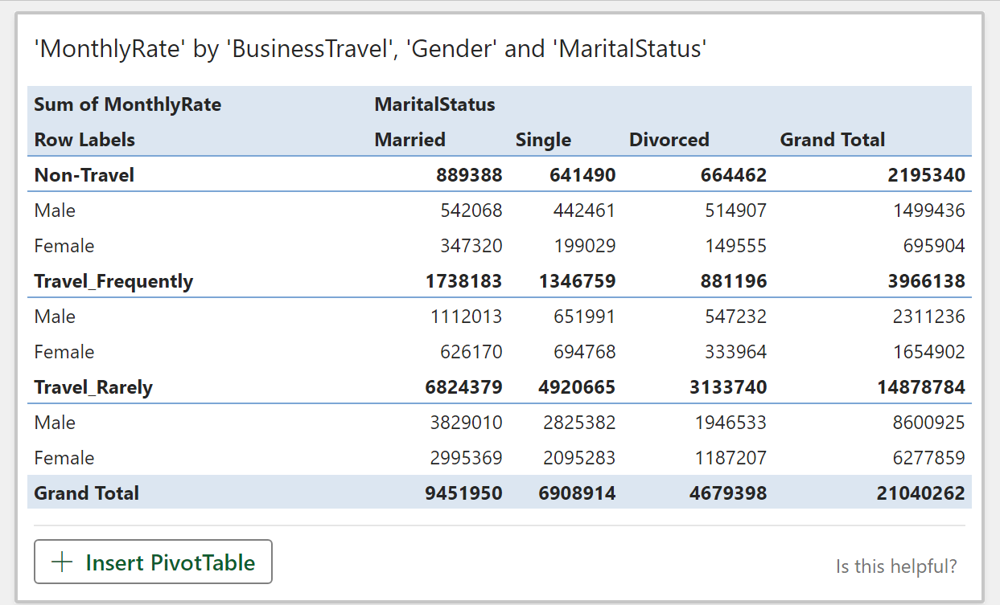 'MonthlyRate' by 'BusinessTravel', 'Gender' and 'MaritalStatus'
Sum of MonthlyRate MaritalStatus
Row Labels Married Single Divorced Grand Total
Non-Travel 889388 641490 664462 2195340
Male 542068 442461 514907 1499436
Female 347320 199029 149555 695904
Travel_Frequently 1738183 1346759 881196 3966138
Male 1112013 651991 547232 2311236
Female 626170 694768 333964 1654902
Travel_Rarely 6824379 4920665 3133740 14878784
Male 3829010 2825382 1946533 8600925
Female 2995369 2095283 1187207 6277859
Grand Total 9451950 6908914 4679398 21040262
Insert PivotTable
Is this helpful?